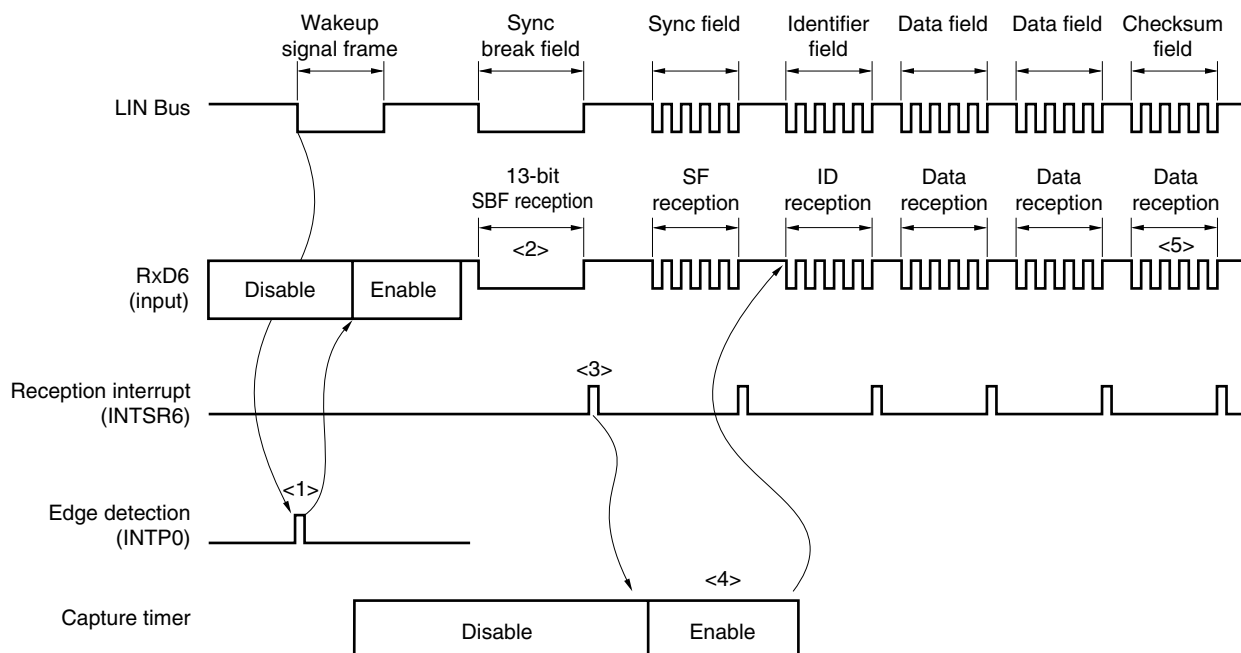 Wakeup
signal frame
Sync
break field
Sync field
Identifier
field
Data field
Data field
Checksum
field
LIN Bus
13-bit
SBF reception
SF
reception
ID
reception
Data
reception
Data
reception
Data
reception
<2>
<5>
RxD6
(input)
Disable
Enable
Reception interrupt
(INTSR6)
<3>
Edge detection
(INTP0)
<1>
Capture timer
Disable
Enable
<4>